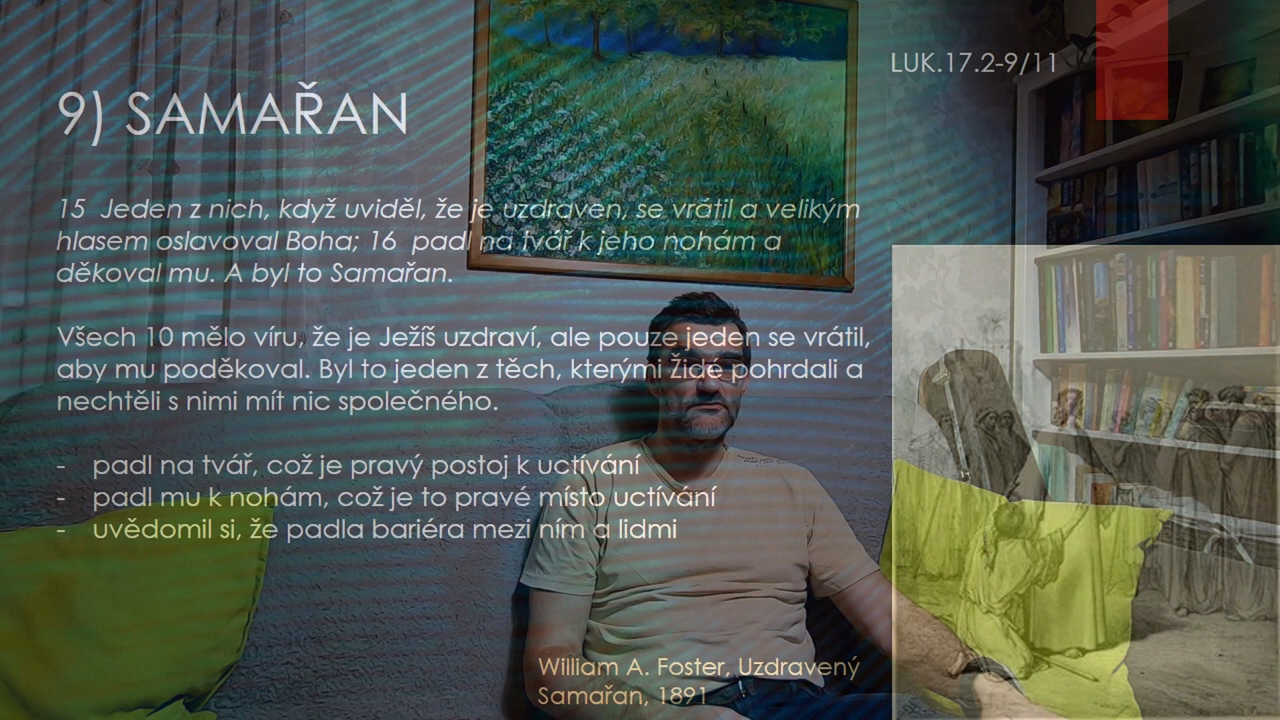 LUK.17.2-9/11
9) SAMAŘAN
15 Jeden z nich, když uviděl, že je uzdraven, se vrátil a velikým
hlasem oslavoval Boha; 16 padl na tvář k jeho nohám a
děkoval mu. A byl to Samařan.
Všech 10 mělo víru, že je Ježíš uzdraví, ale pouze jeden se vrátil,
aby mu poděkoval. Byl to jeden z těch, kterými Židé pohrdali a
nechtěli s nimi mít nic společného.
- padl na tvář, což je pravý postoj k uctívání
- padl mu k nohám, což je to pravé místo uctívání
- uvědomil si, že padla bariéra mezi ním a lidmi
William A. Foster, Uzdravený
Samařan, 1891